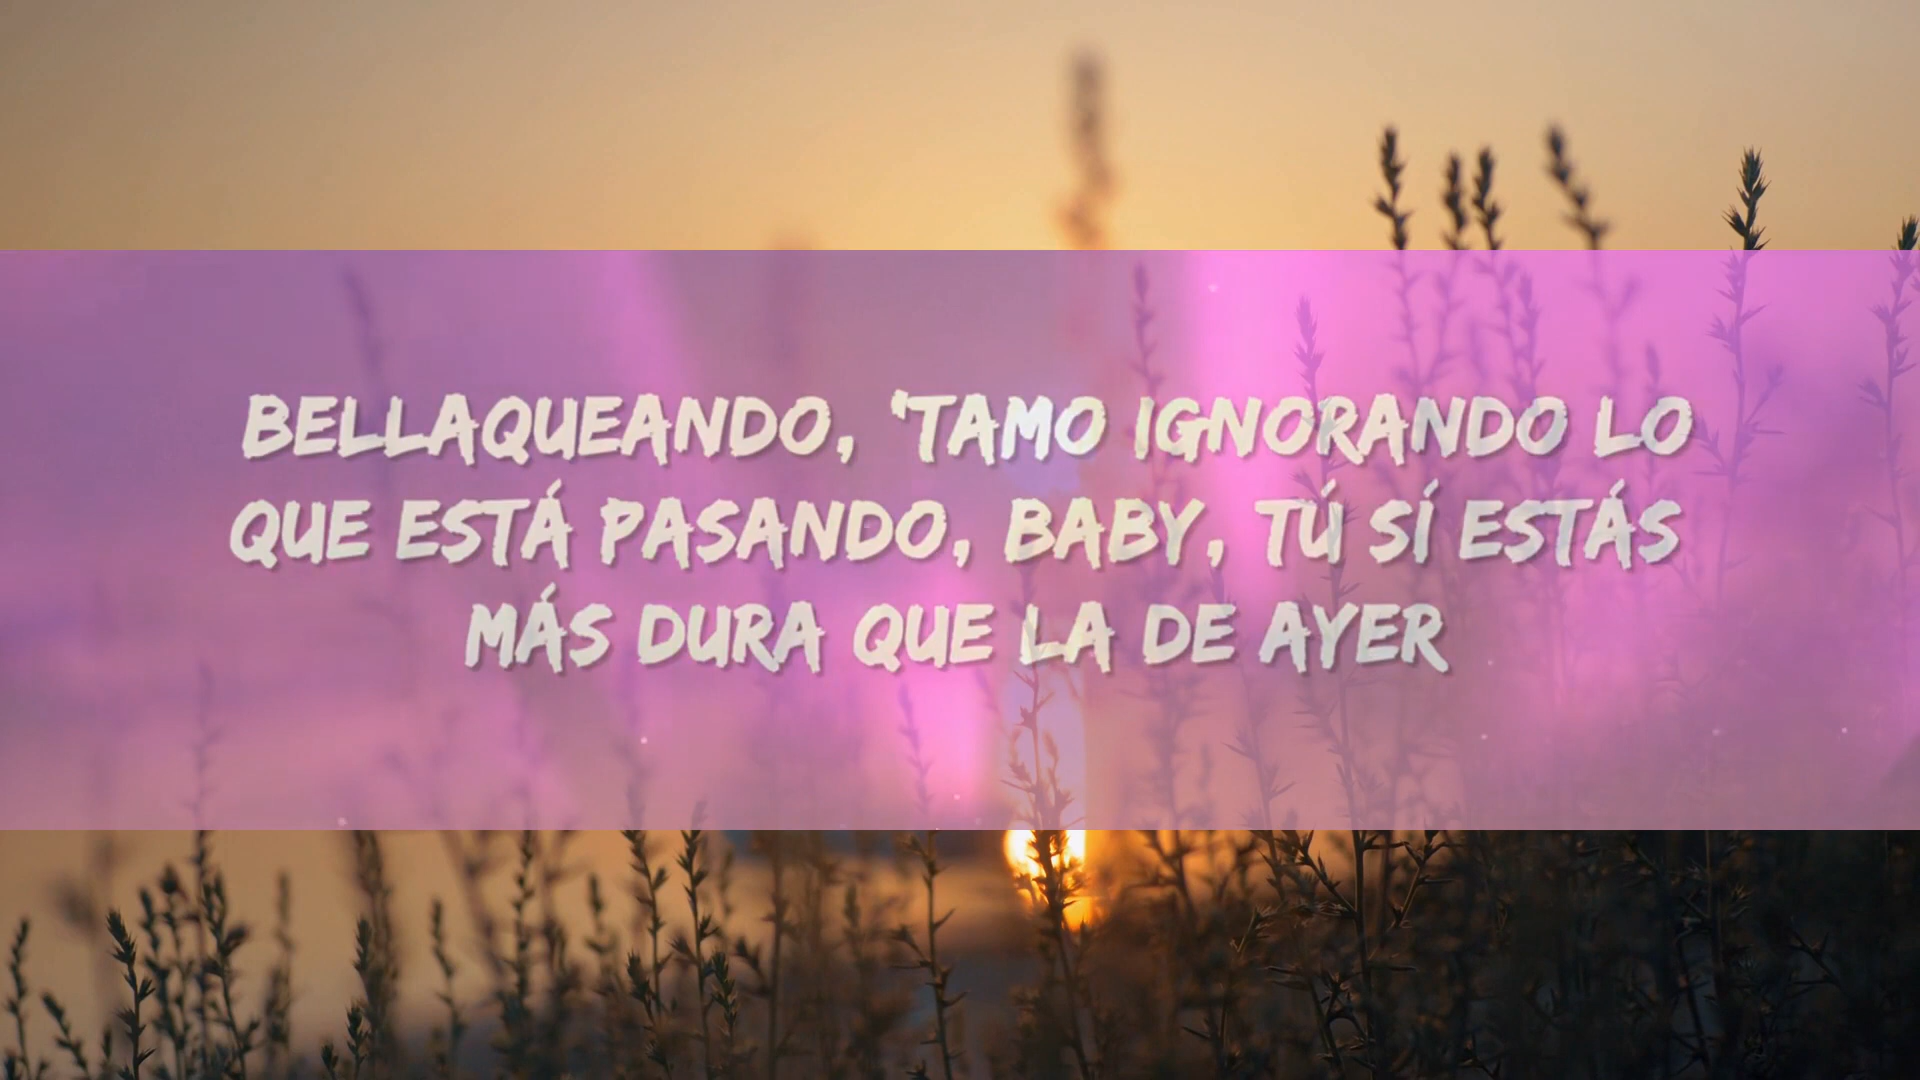 BELLAQUEANDO, 'TAMO IGNORANDO LO
QUE ESTÁ PASANDO, BABY, TÚ SÍ ESTÁS
MÁS DURA QUE LA DE AYER